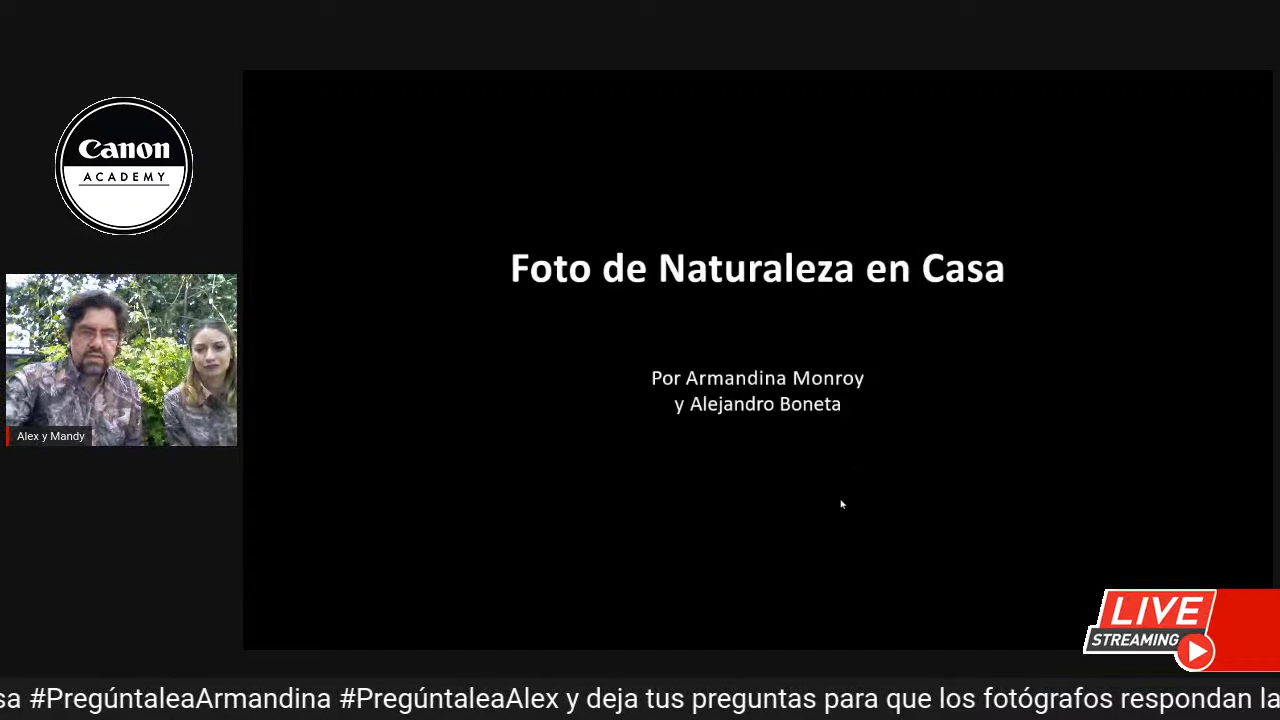 Canon
ACADEMY
Foto de Naturaleza en Casa
Por Armandina Monroy
y Alejandro Boneta
Alex y Mandy
LIVE
STREAMING
sa #PregúntaleaArmandina #PregúntaleaAlex y deja tus preguntas para que los fotógrafos respondan la